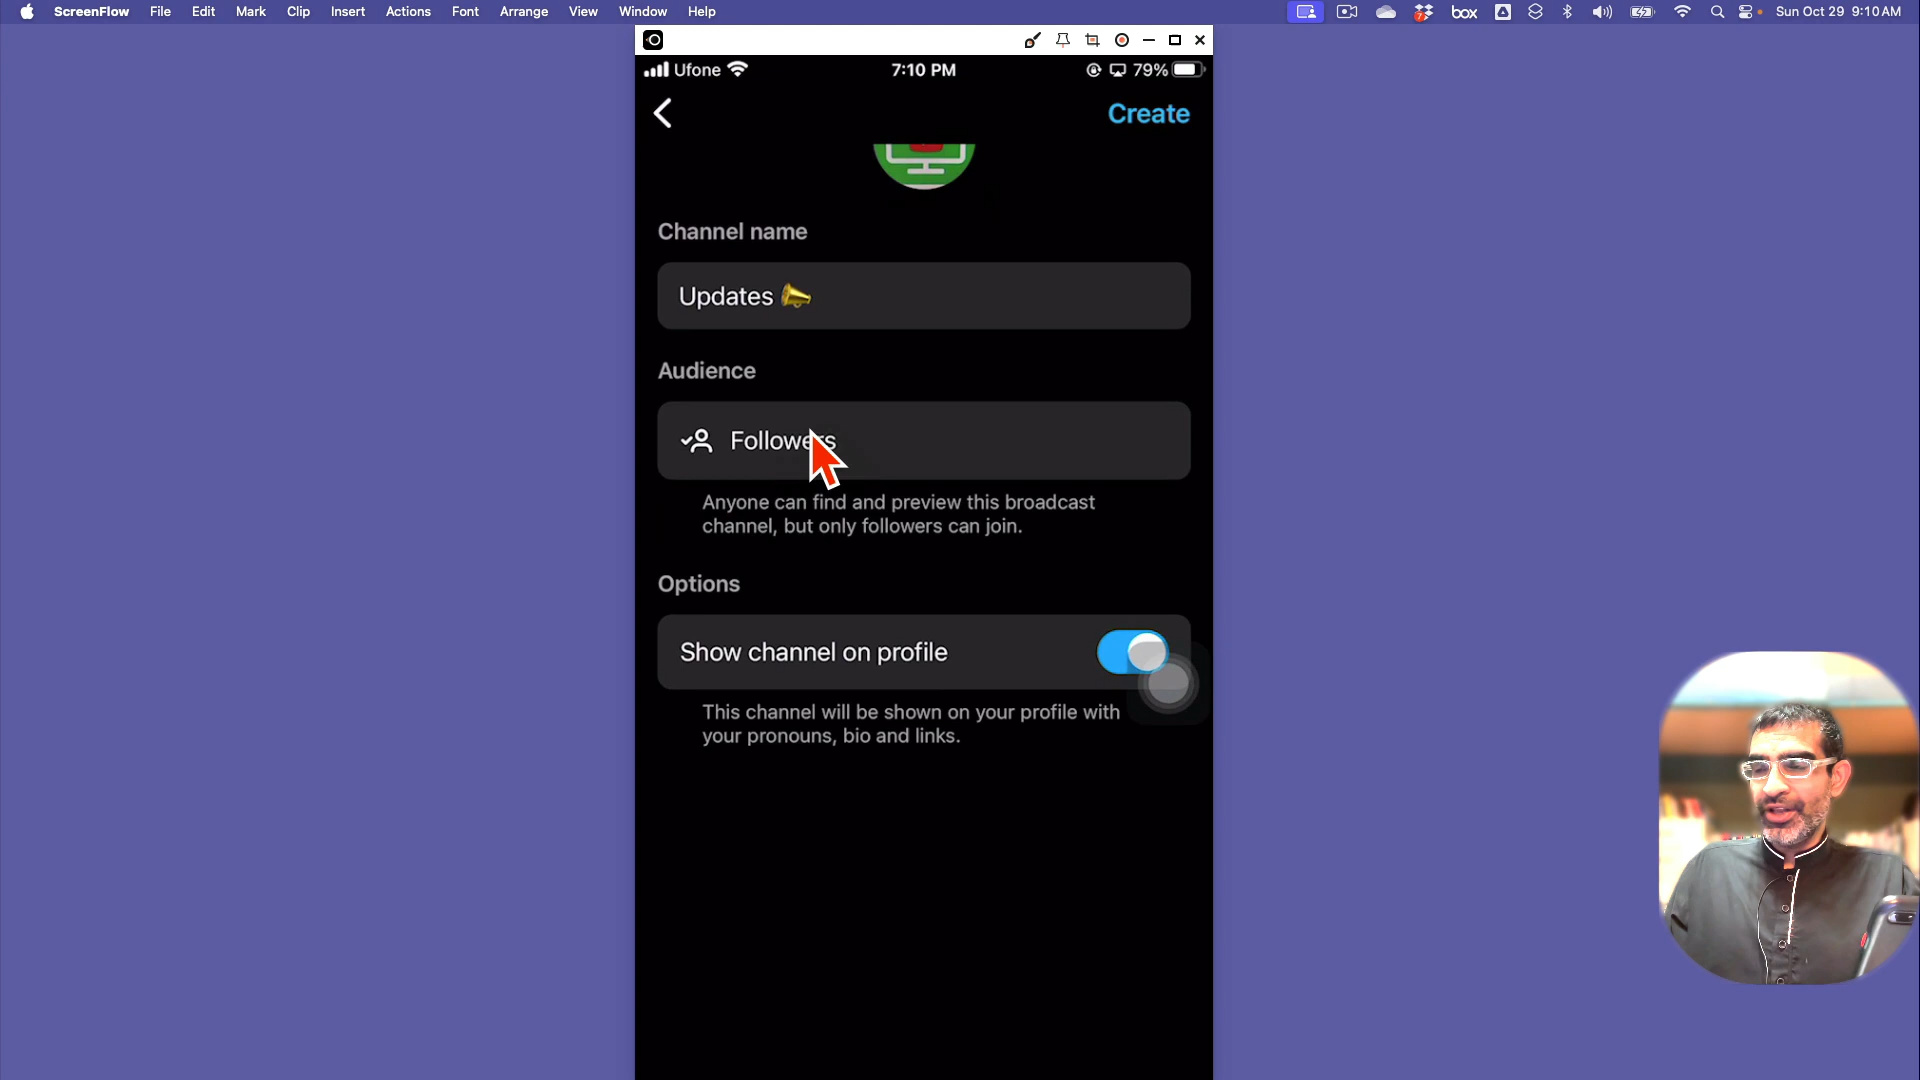 ScreenFlow File Edit Mark Clip Insert Actions Font Arrange View Window Help
7 box Sun Oct 29 9:10 AM
Ufone 7:10 PM 79%
Create
Channel name
Updates 📣
Audience
Followers
Anyone can find and preview this broadcast
channel, but only followers can join.
Options
Show channel on profile
This channel will be shown on your profile with
your pronouns, bio and links.